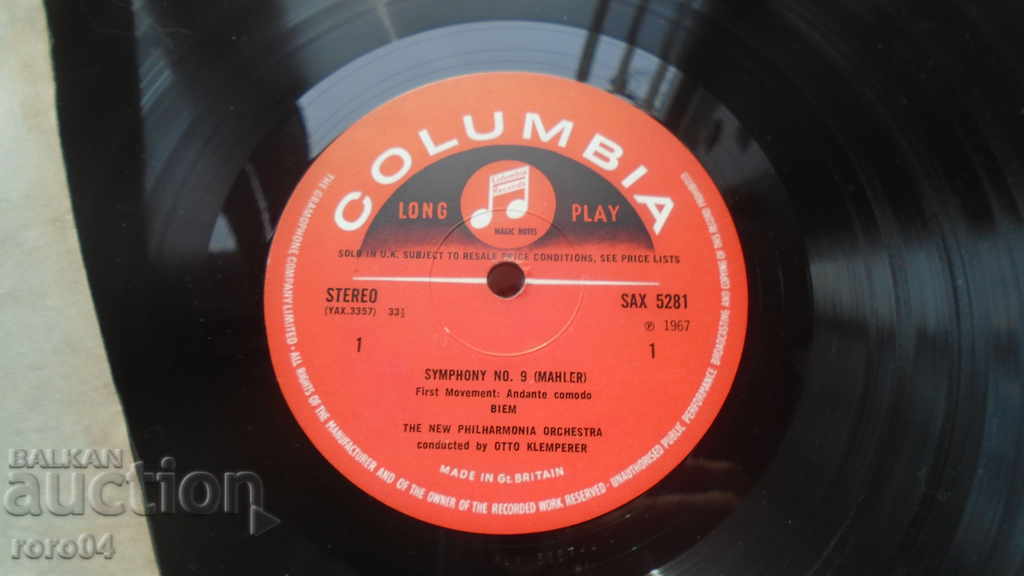 COLUMBIA
Columbia
Records
MAGIC NOTES
LONG PLAY
SOLD IN U.K. SUBJECT TO RESALE PRICE CONDITIONS, SEE PRICE LISTS
STEREO SAX 5281
(YAX.3357) 33⅓ ℗ 1967
1 1
SYMPHONY NO. 9 (MAHLER)
First Movement: Andante comodo
BIEM
THE NEW PHILHARMONIA ORCHESTRA
conducted by OTTO KLEMPERER
MADE IN Gt. BRITAIN
THE GRAMOPHONE COMPANY LIMITED • ALL RIGHTS OF THE MANUFACTURER AND OF THE OWNER OF THE RECORDED WORK RESERVED • UNAUTHORISED PUBLIC PERFORMANCE BROADCASTING AND COPYING OF THIS RECORD PROHIBITED
BALKAN
auction
roro04